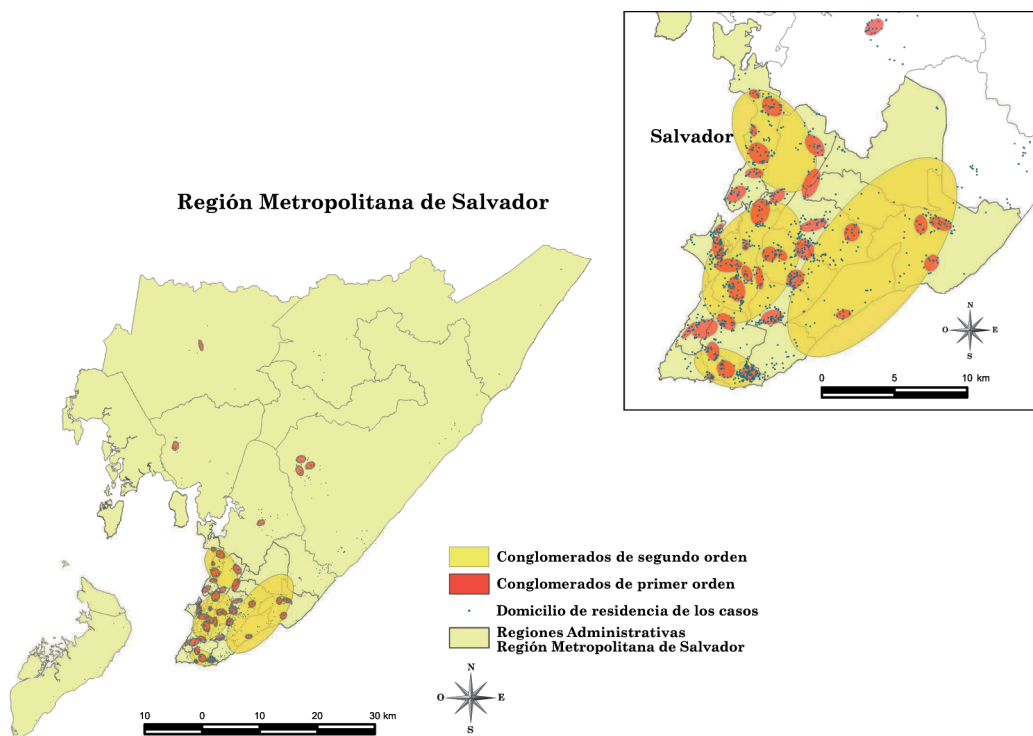 Salvador
N
O
E
S
0
10 km
Región Metropolitana de Salvador
Conglomerados de segundo orden
Conglomerados de primer orden
Domicilio de residencia de los casos
Regiones Administrativas
Región Metropolitana de Salvador
N
O
E
S
10
0
10
20
30 km